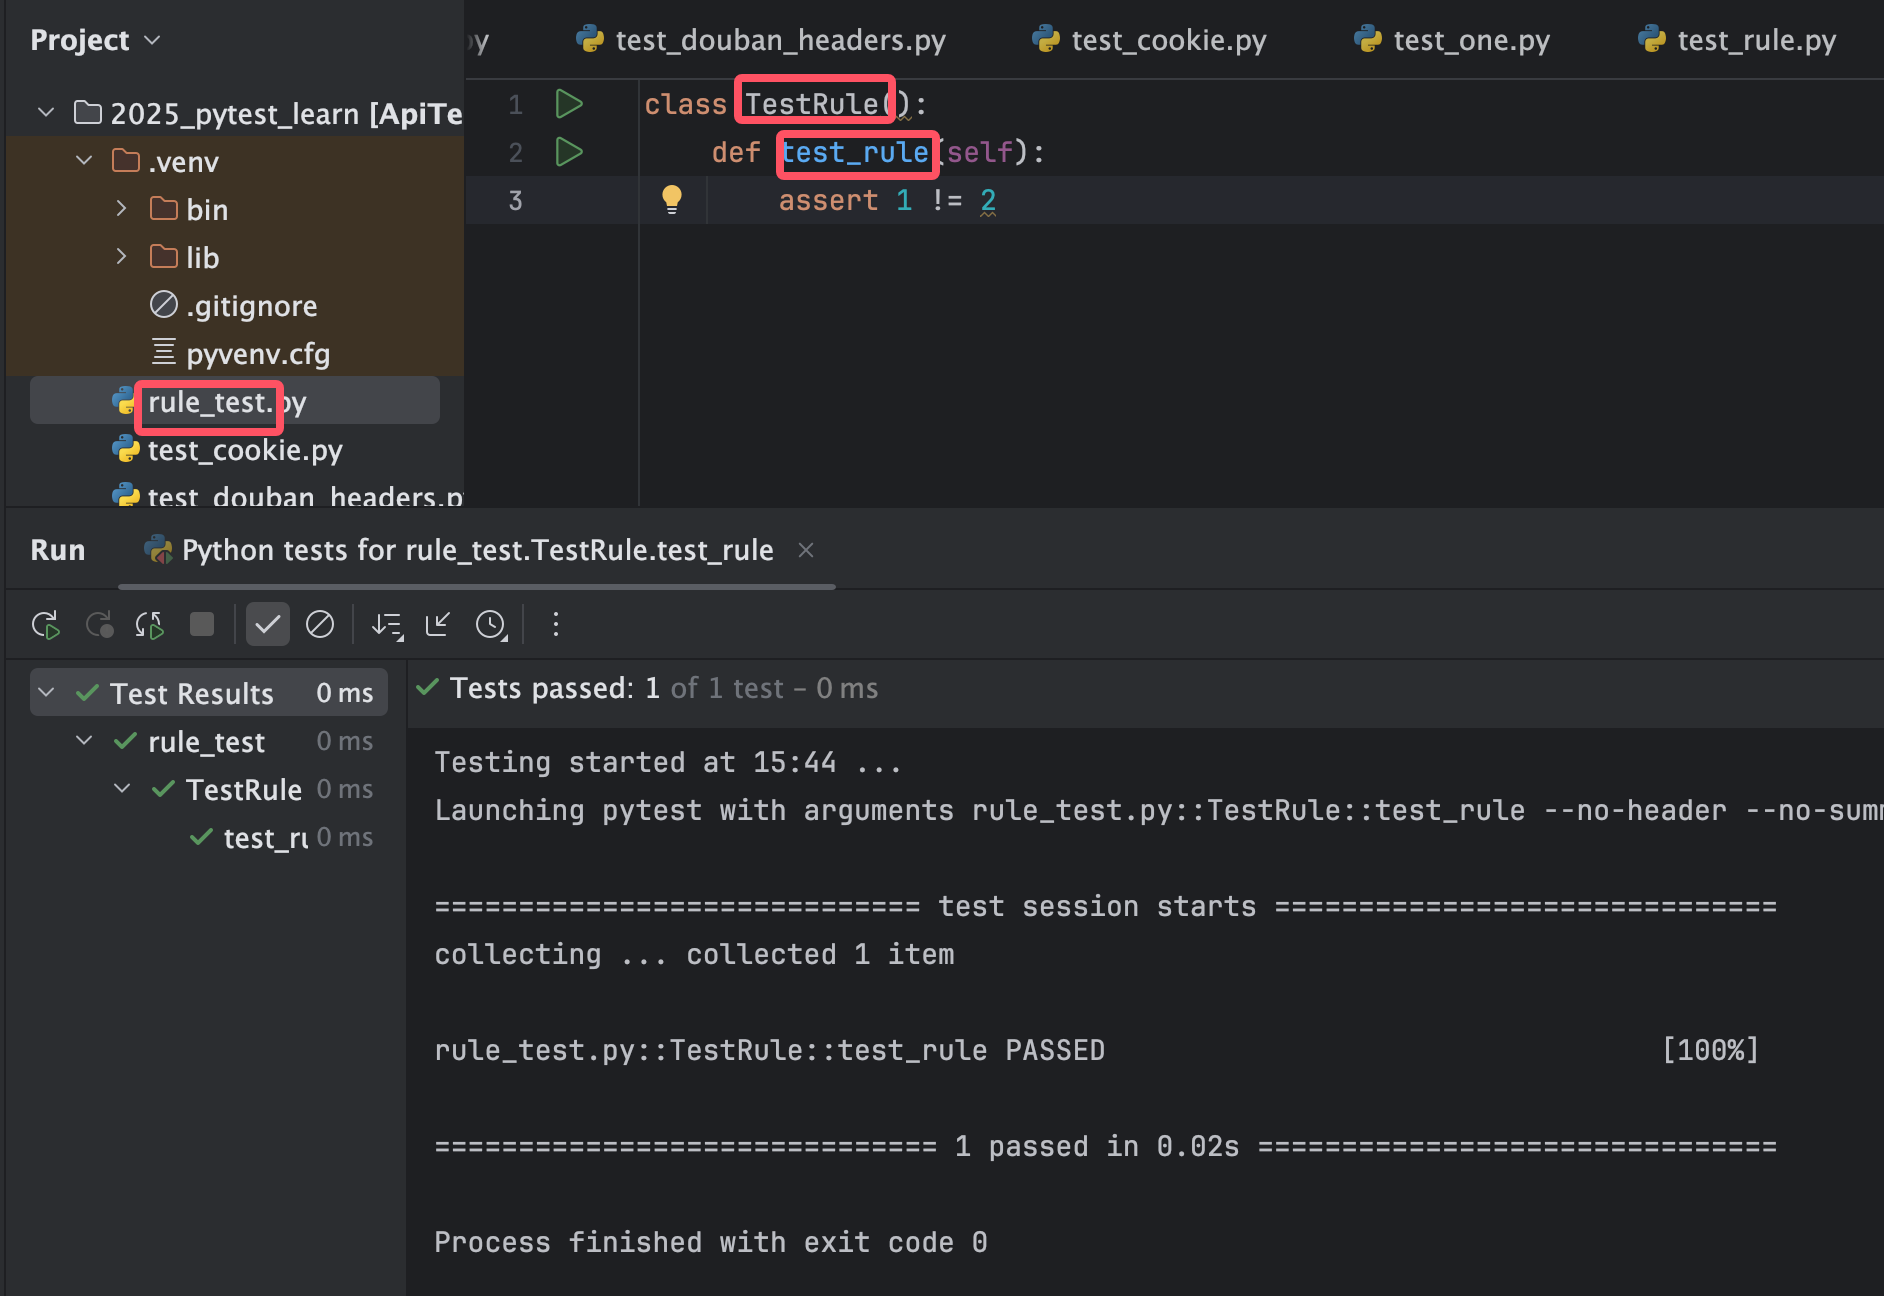 Project
py
test_douban_headers.py
test_cookie.py
test_one.py
test_rule.py
2025_pytest_learn [ApiTe
.venv
bin
lib
.gitignore
pyvenv.cfg
rule_test.py
test_cookie.py
test_douban_headers.p
1 class TestRule():
2 def test_rule(self):
3 assert 1 != 2
Run
Python tests for rule_test.TestRule.test_rule
Test Results 0 ms
rule_test 0 ms
TestRule 0 ms
test_ru 0 ms
Tests passed: 1 of 1 test – 0 ms
Testing started at 15:44 ...
Launching pytest with arguments rule_test.py::TestRule::test_rule --no-header --no-summ
============================= test session starts ==============================
collecting ... collected 1 item
rule_test.py::TestRule::test_rule PASSED [100%]
============================== 1 passed in 0.02s ===============================
Process finished with exit code 0